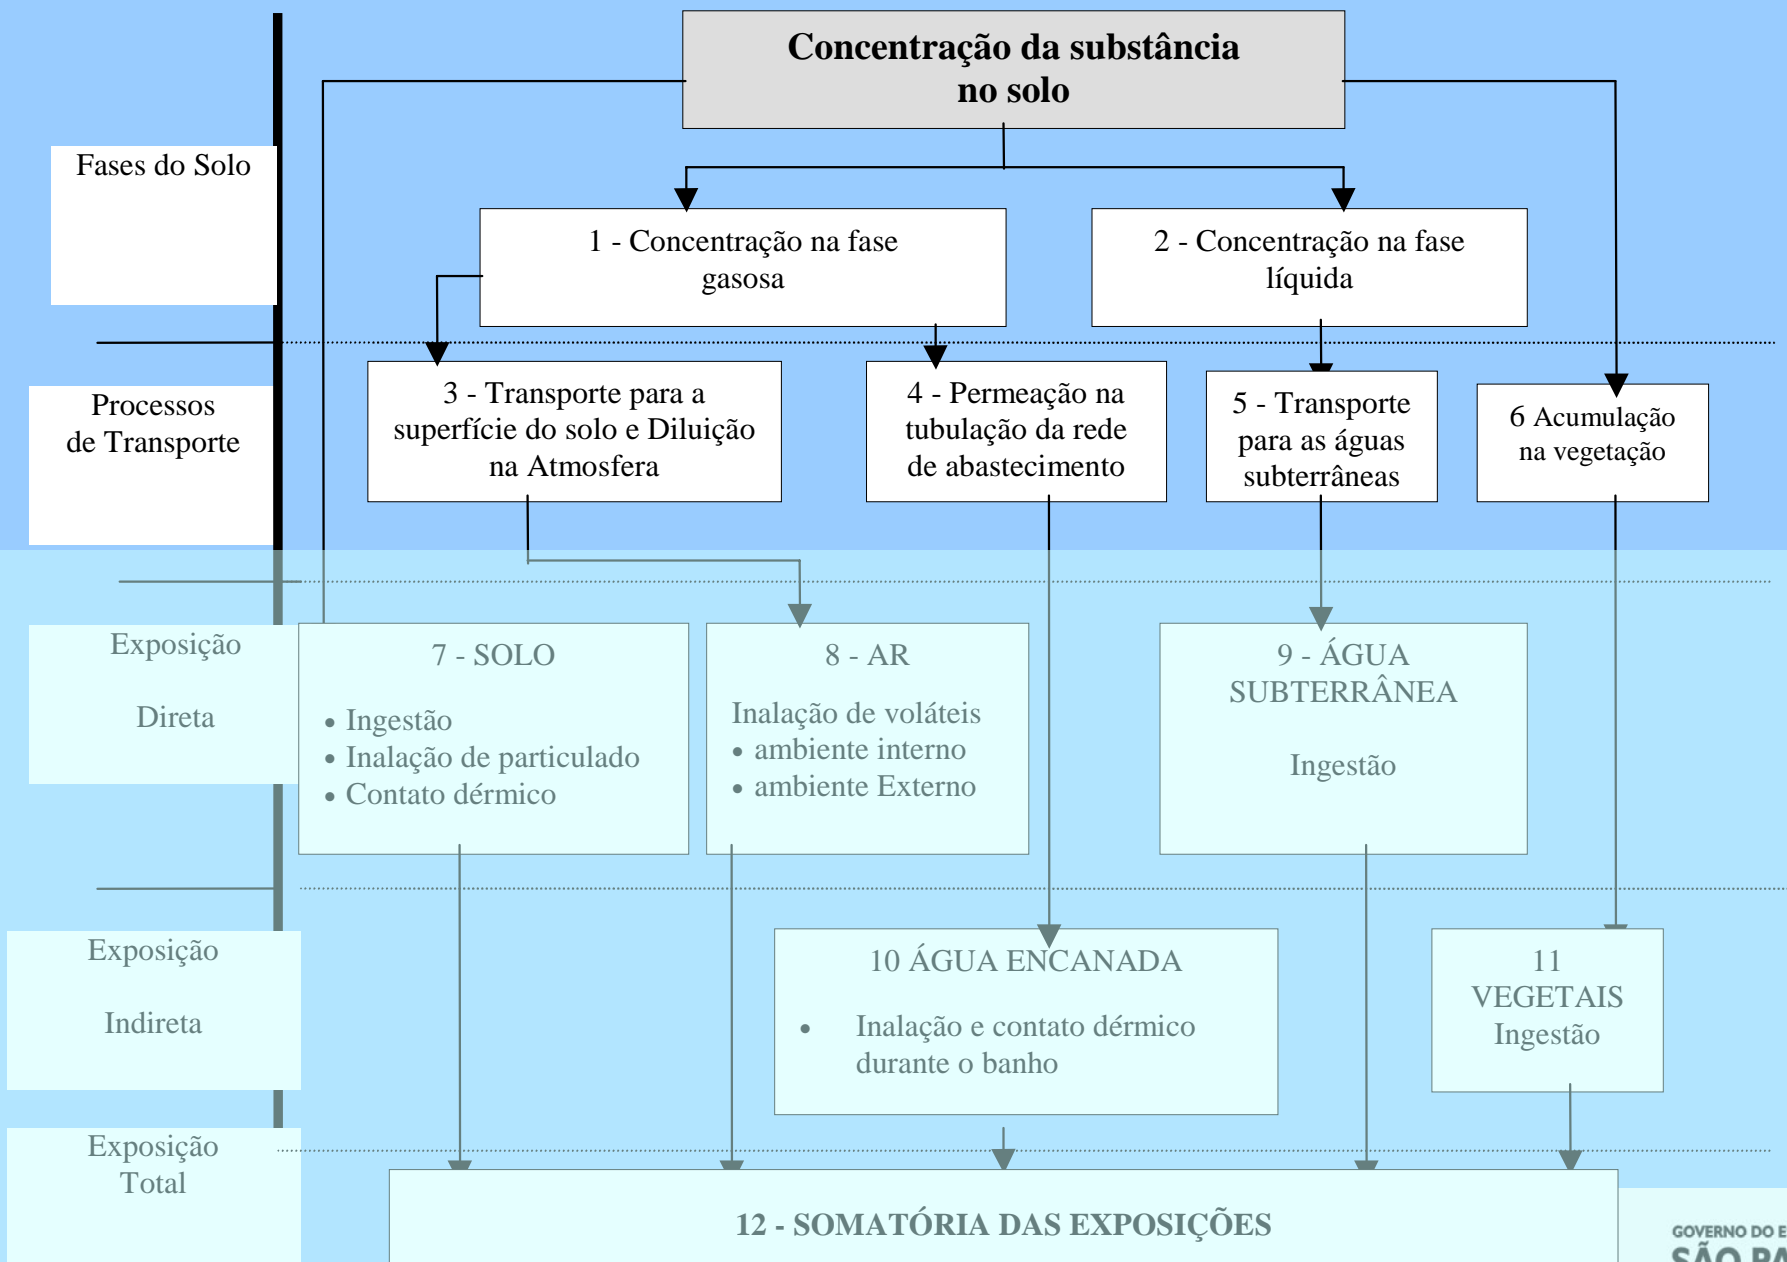 Concentração da substância
no solo
Fases do Solo
1 - Concentração na fase
gasosa
2 - Concentração na fase
líquida
Processos
de Transporte
3 - Transporte para a
superfície do solo e Diluição
na Atmosfera
4 - Permeação na
tubulação da rede
de abastecimento
5 - Transporte
para as águas
subterrâneas
6 Acumulação
na vegetação
Exposição
Direta
7 - SOLO
• Ingestão
• Inalação de particulado
• Contato dérmico
8 - AR
Inalação de voláteis
• ambiente interno
• ambiente Externo
9 - ÁGUA
SUBTERRÂNEA
Ingestão
Exposição
Indireta
10 ÁGUA ENCANADA
• Inalação e contato dérmico
durante o banho
11
VEGETAIS
Ingestão
Exposição
Total
12 - SOMATÓRIA DAS EXPOSIÇÕES
GOVERNO DO E
SÃO PA